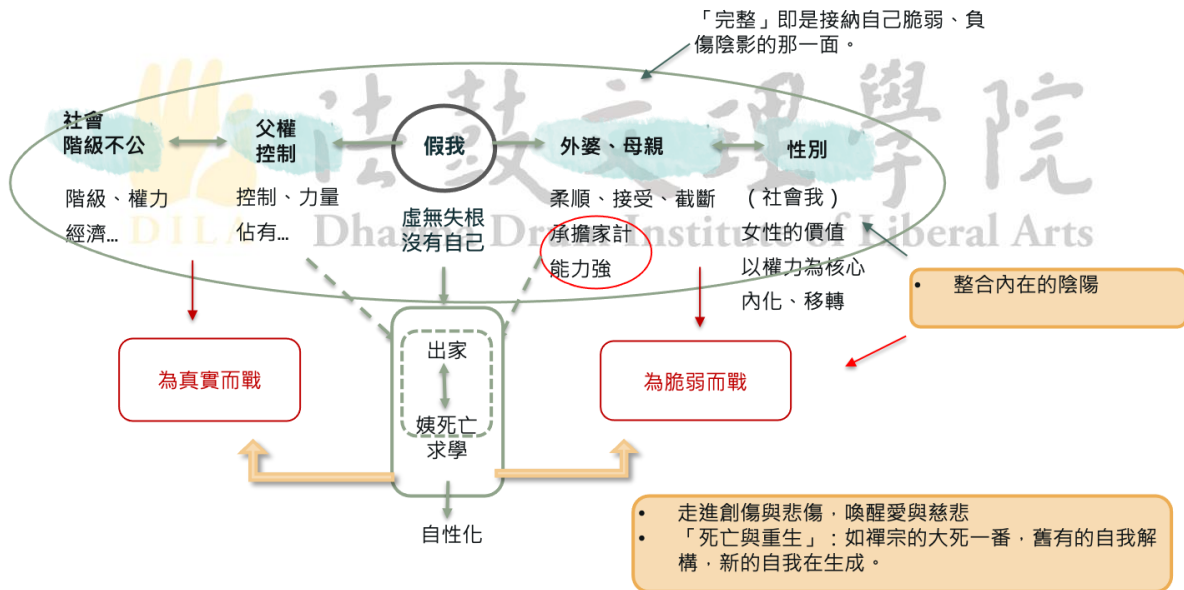 「完整」即是接納自己脆弱、負
傷陰影的那一面。
法鼓文理學院
DILA
Dharma Drum Institute of Liberal Arts
社會
階級不公
父權
控制
假我
外婆、母親
性別
階級、權力
經濟…
控制、力量
佔有…
虛無失根
沒有自己
柔順、接受、截斷
承擔家計
能力強
(社會我)
女性的價值
以權力為核心
內化、移轉
• 整合內在的陰陽
為真實而戰
出家
姨死亡
求學
為脆弱而戰
自性化
• 走進創傷與悲傷，喚醒愛與慈悲
• 「死亡與重生」：如禪宗的大死一番，舊有的自我解
構，新的自我在生成。